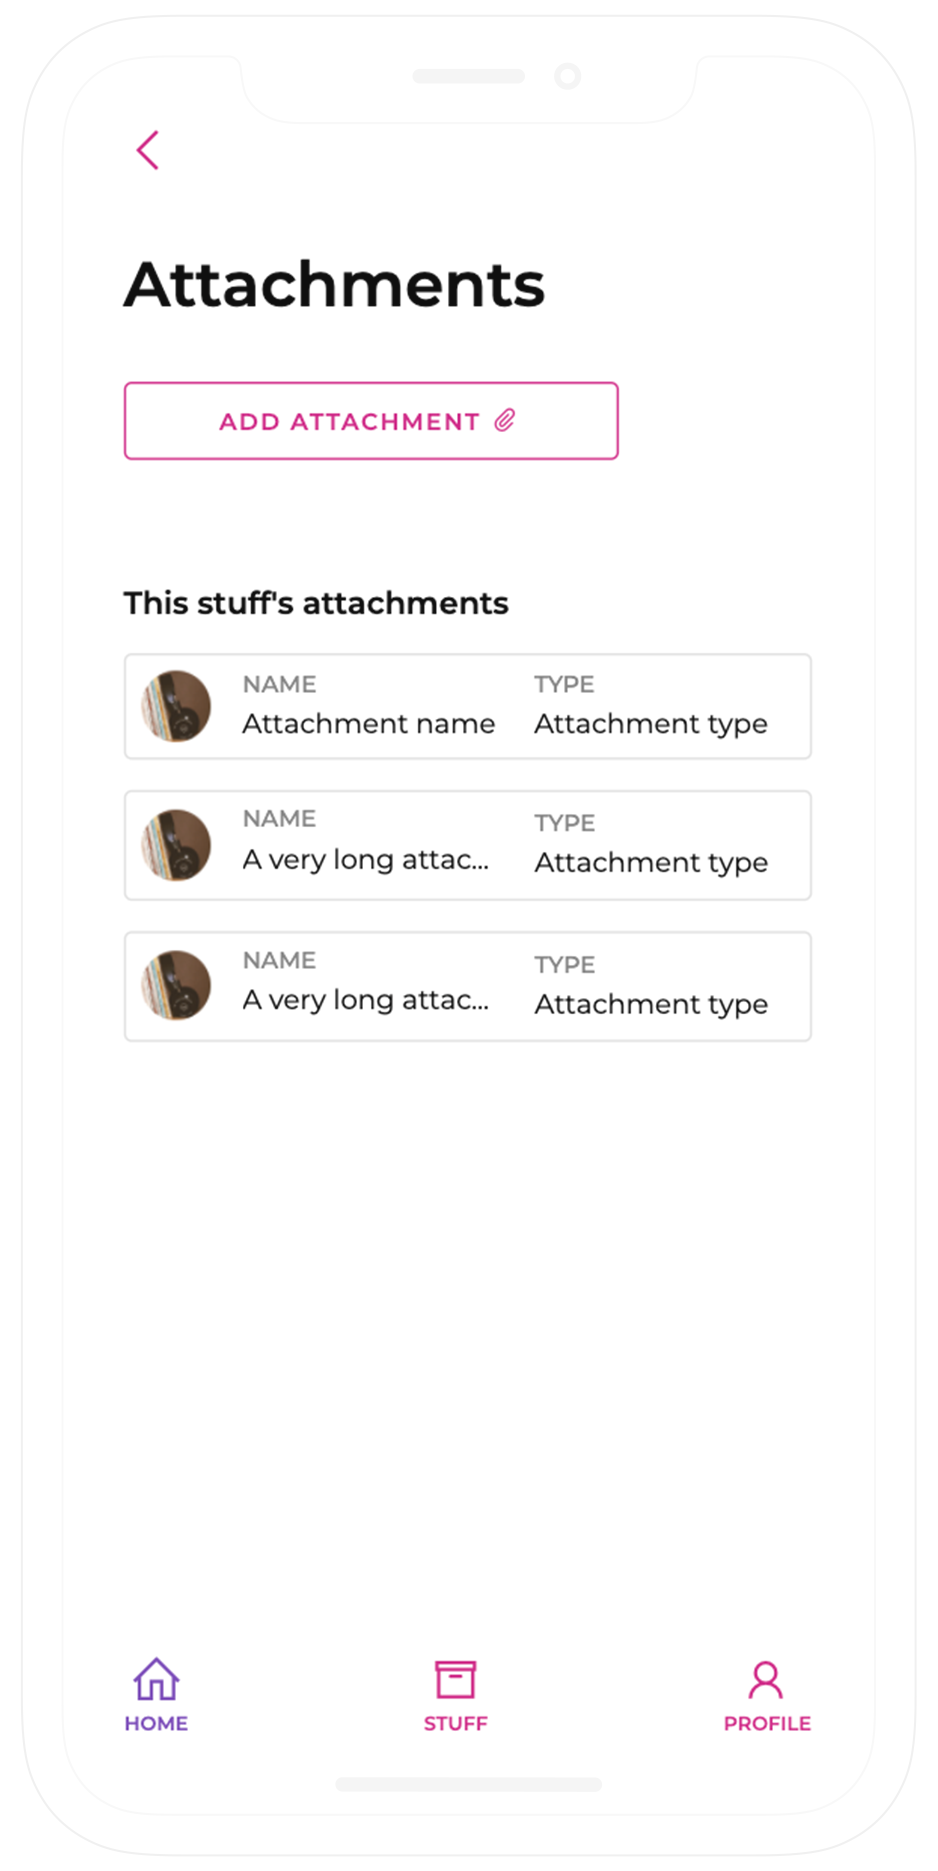 Attachments
ADD ATTACHMENT
This stuff's attachments
NAME TYPE
Attachment name Attachment type
NAME TYPE
A very long attac... Attachment type
NAME TYPE
A very long attac... Attachment type
HOME STUFF PROFILE